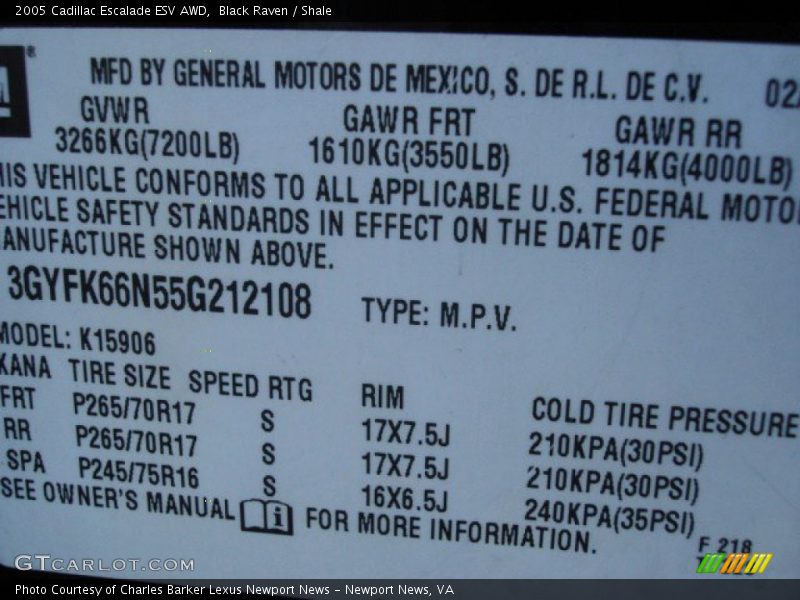 2005 Cadillac Escalade ESV AWD, Black Raven / Shale
MFD BY GENERAL MOTORS DE MEXICO, S. DE R.L. DE C.V. 02
GVWR GAWR FRT GAWR RR
3266KG(7200LB) 1610KG(3550LB) 1814KG(4000LB)
HIS VEHICLE CONFORMS TO ALL APPLICABLE U.S. FEDERAL MOTO
EHICLE SAFETY STANDARDS IN EFFECT ON THE DATE OF
ANUFACTURE SHOWN ABOVE.
3GYFK66N55G212108 TYPE: M.P.V.
MODEL: K15906
KANA TIRE SIZE SPEED RTG RIM COLD TIRE PRESSURE
FRT P265/70R17 S 17X7.5J 210KPA(30PSI)
RR P265/70R17 S 17X7.5J 210KPA(30PSI)
SPA P245/75R16 S 16X6.5J 240KPA(35PSI)
SEE OWNER'S MANUAL i FOR MORE INFORMATION.
F 218
GTCARLOT.COM
Photo Courtesy of Charles Barker Lexus Newport News – Newport News, VA